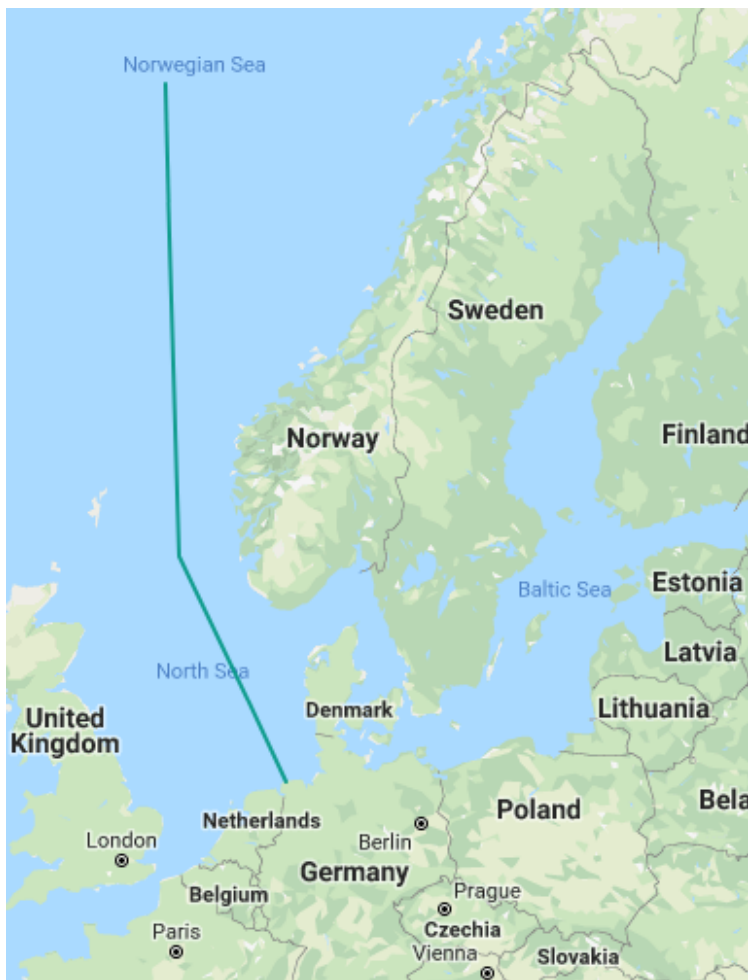 Norwegian Sea
Sweden
Norway
Finland
Baltic Sea
Estonia
North Sea
Latvia
Denmark
Lithuania
United
Kingdom
Bela
Poland
Netherlands
London
Berlin
Germany
Belgium
Prague
Paris
Czechia
Vienna
Slovakia